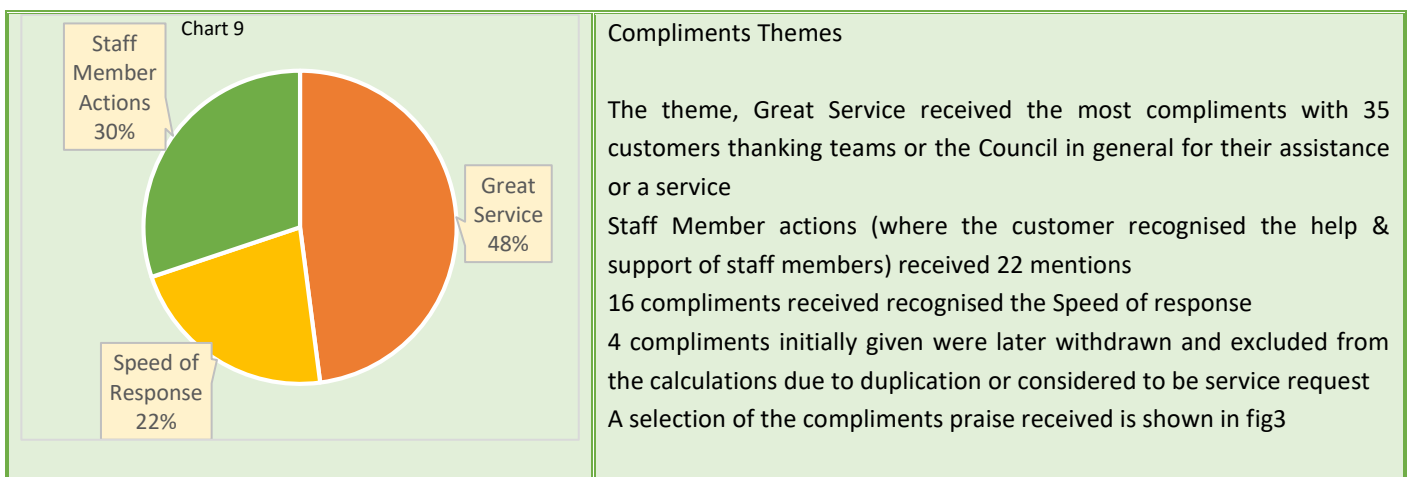 Chart 9
Staff
Member
Actions
30%
Great
Service
48%
Speed of
Response
22%
Compliments Themes
The theme, Great Service received the most compliments with 35
customers thanking teams or the Council in general for their assistance
or a service
Staff Member actions (where the customer recognised the help &
support of staff members) received 22 mentions
16 compliments received recognised the Speed of response
4 compliments initially given were later withdrawn and excluded from
the calculations due to duplication or considered to be service request
A selection of the compliments praise received is shown in fig3